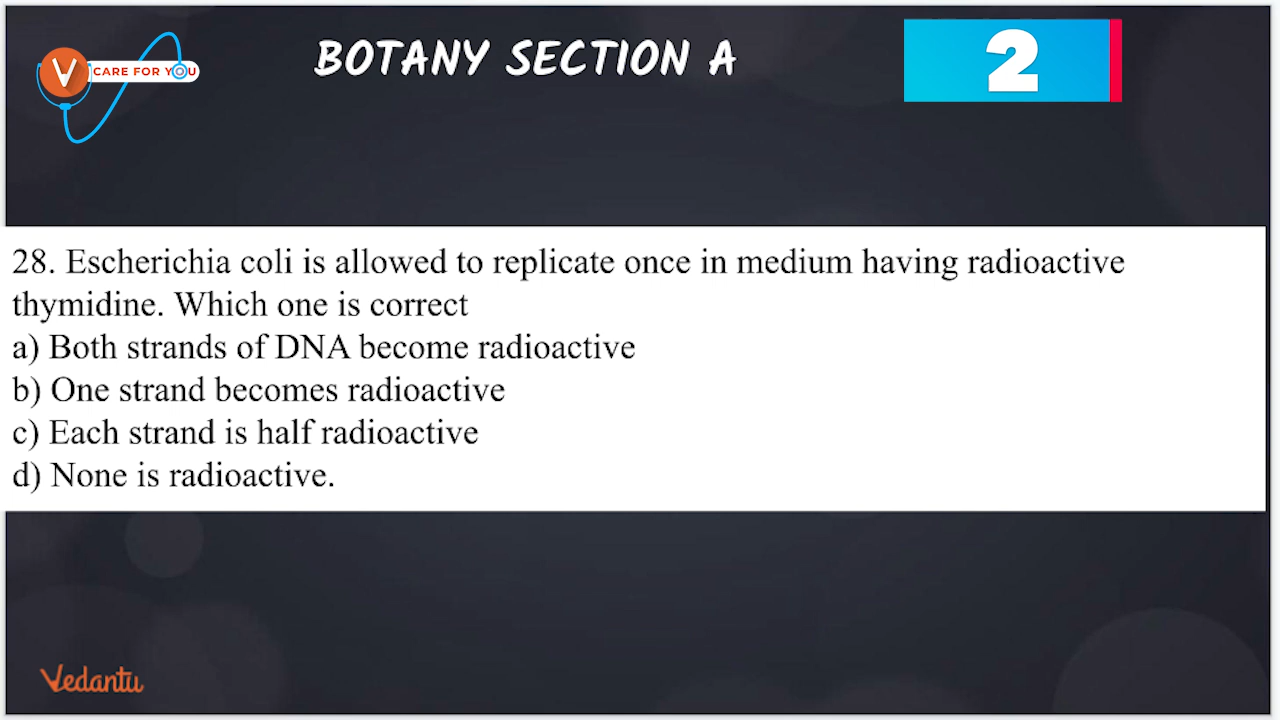 V CARE FOR YOU
BOTANY SECTION A
2
28. Escherichia coli is allowed to replicate once in medium having radioactive
thymidine. Which one is correct
a) Both strands of DNA become radioactive
b) One strand becomes radioactive
c) Each strand is half radioactive
d) None is radioactive.
Vedantu